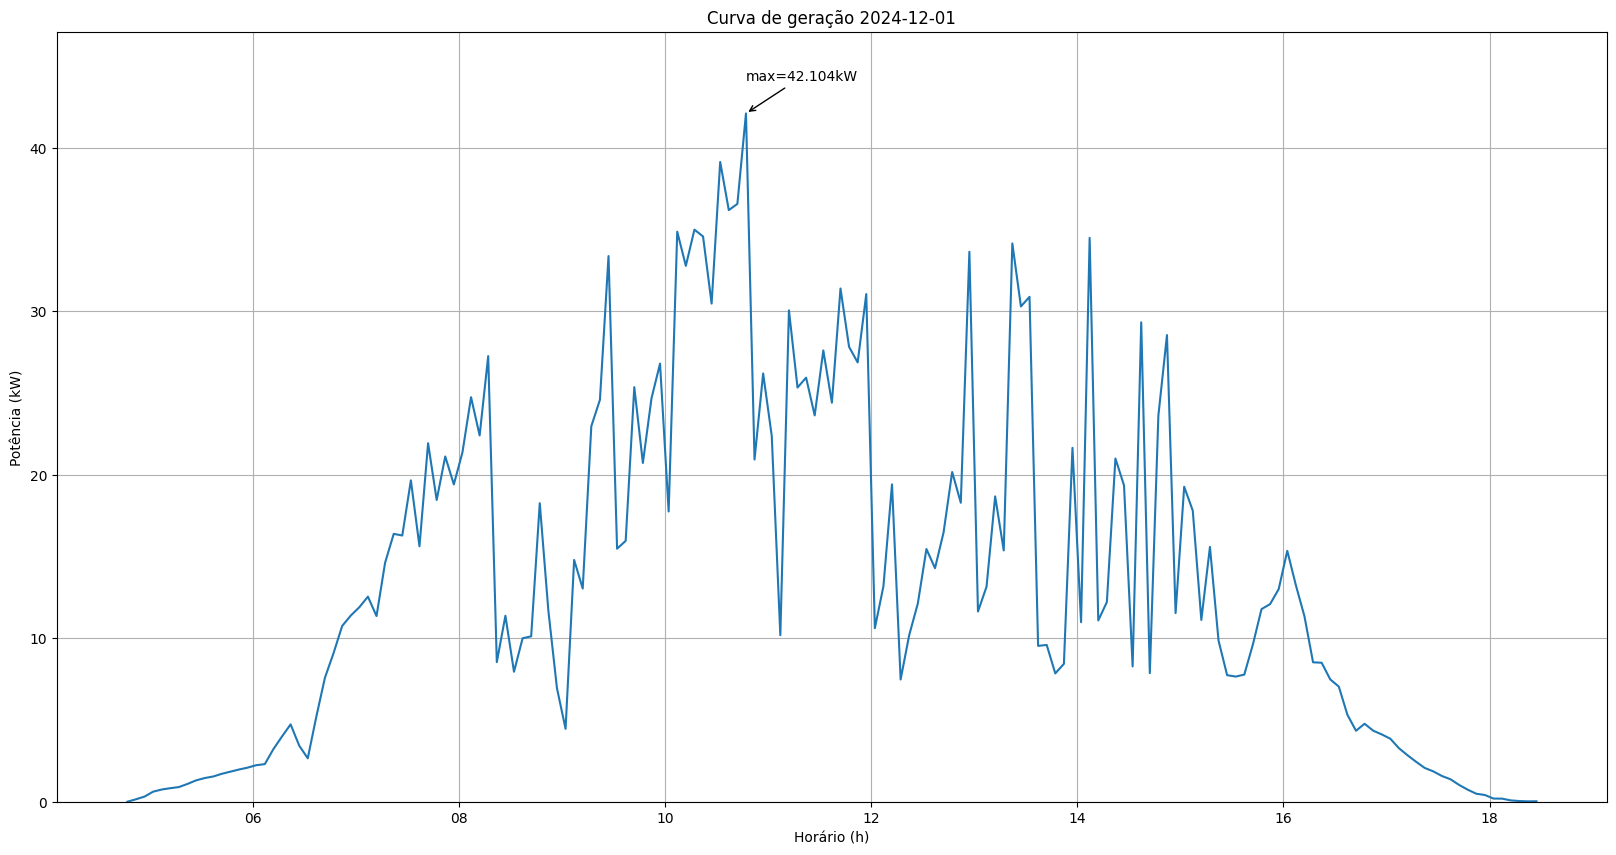 Curva de geração 2024-12-01
max=42.104kW
Potência (kW)
40
30
20
10
0
06 08 10 12 14 16 18
Horário (h)